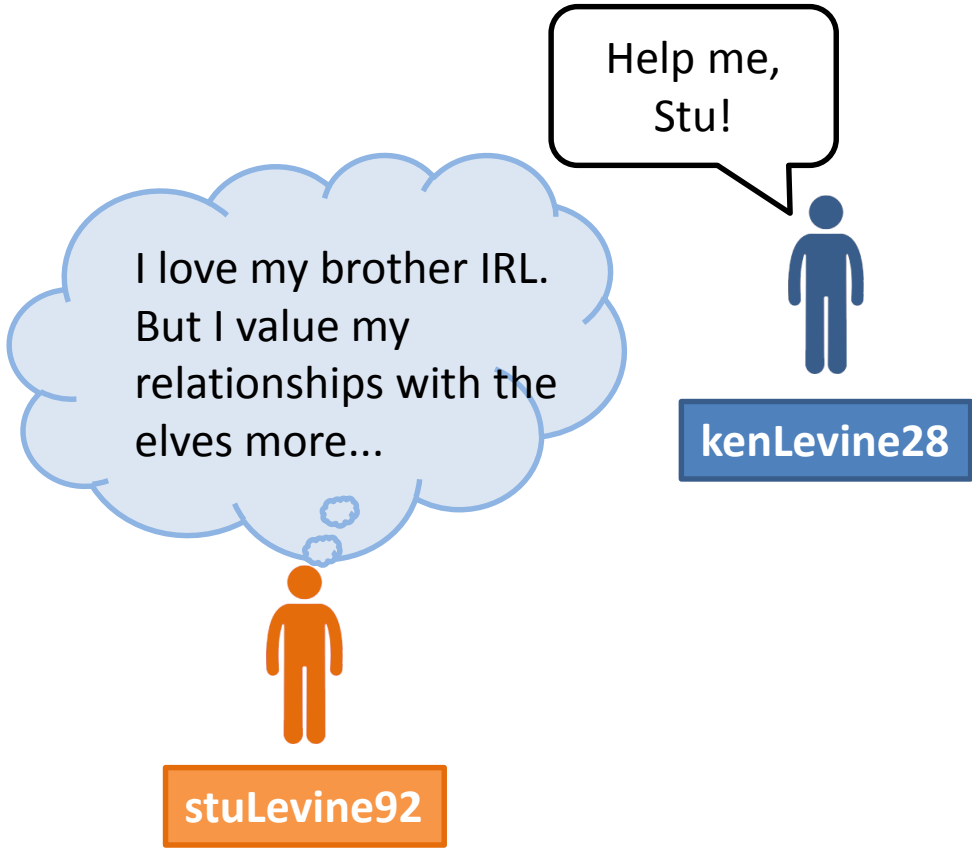 Help me,
Stu!
I love my brother IRL.
But I value my
relationships with the
elves more...
kenLevine28
stuLevine92